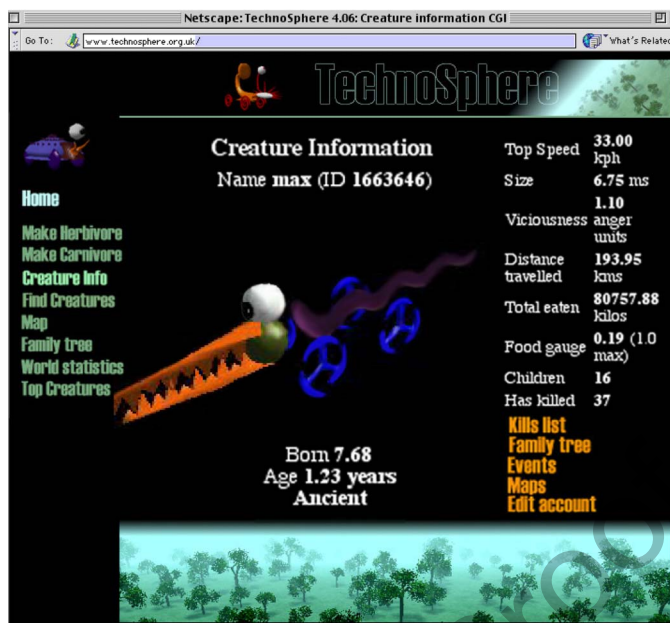 Netscape: TechnoSphere 4.06: Creature information CGI
Go To: www.technosphere.org.uk/ What's Related
TechnoSphere
Home
Make Herbivore
Make Carnivore
Creature Info
Find Creatures
Map
Family tree
World statistics
Top Creatures
Creature Information
Name max (ID 1663646)
Born 7.68
Age 1.23 years
Ancient
Top Speed 33.00 kph
Size 6.75 ms
Viciousness 1.10 anger units
Distance travelled 193.95 kms
Total eaten 80757.88 kilos
Food gauge 0.19 (1.0 max)
Children 16
Has killed 37
Kills list
Family tree
Events
Maps
Edit account